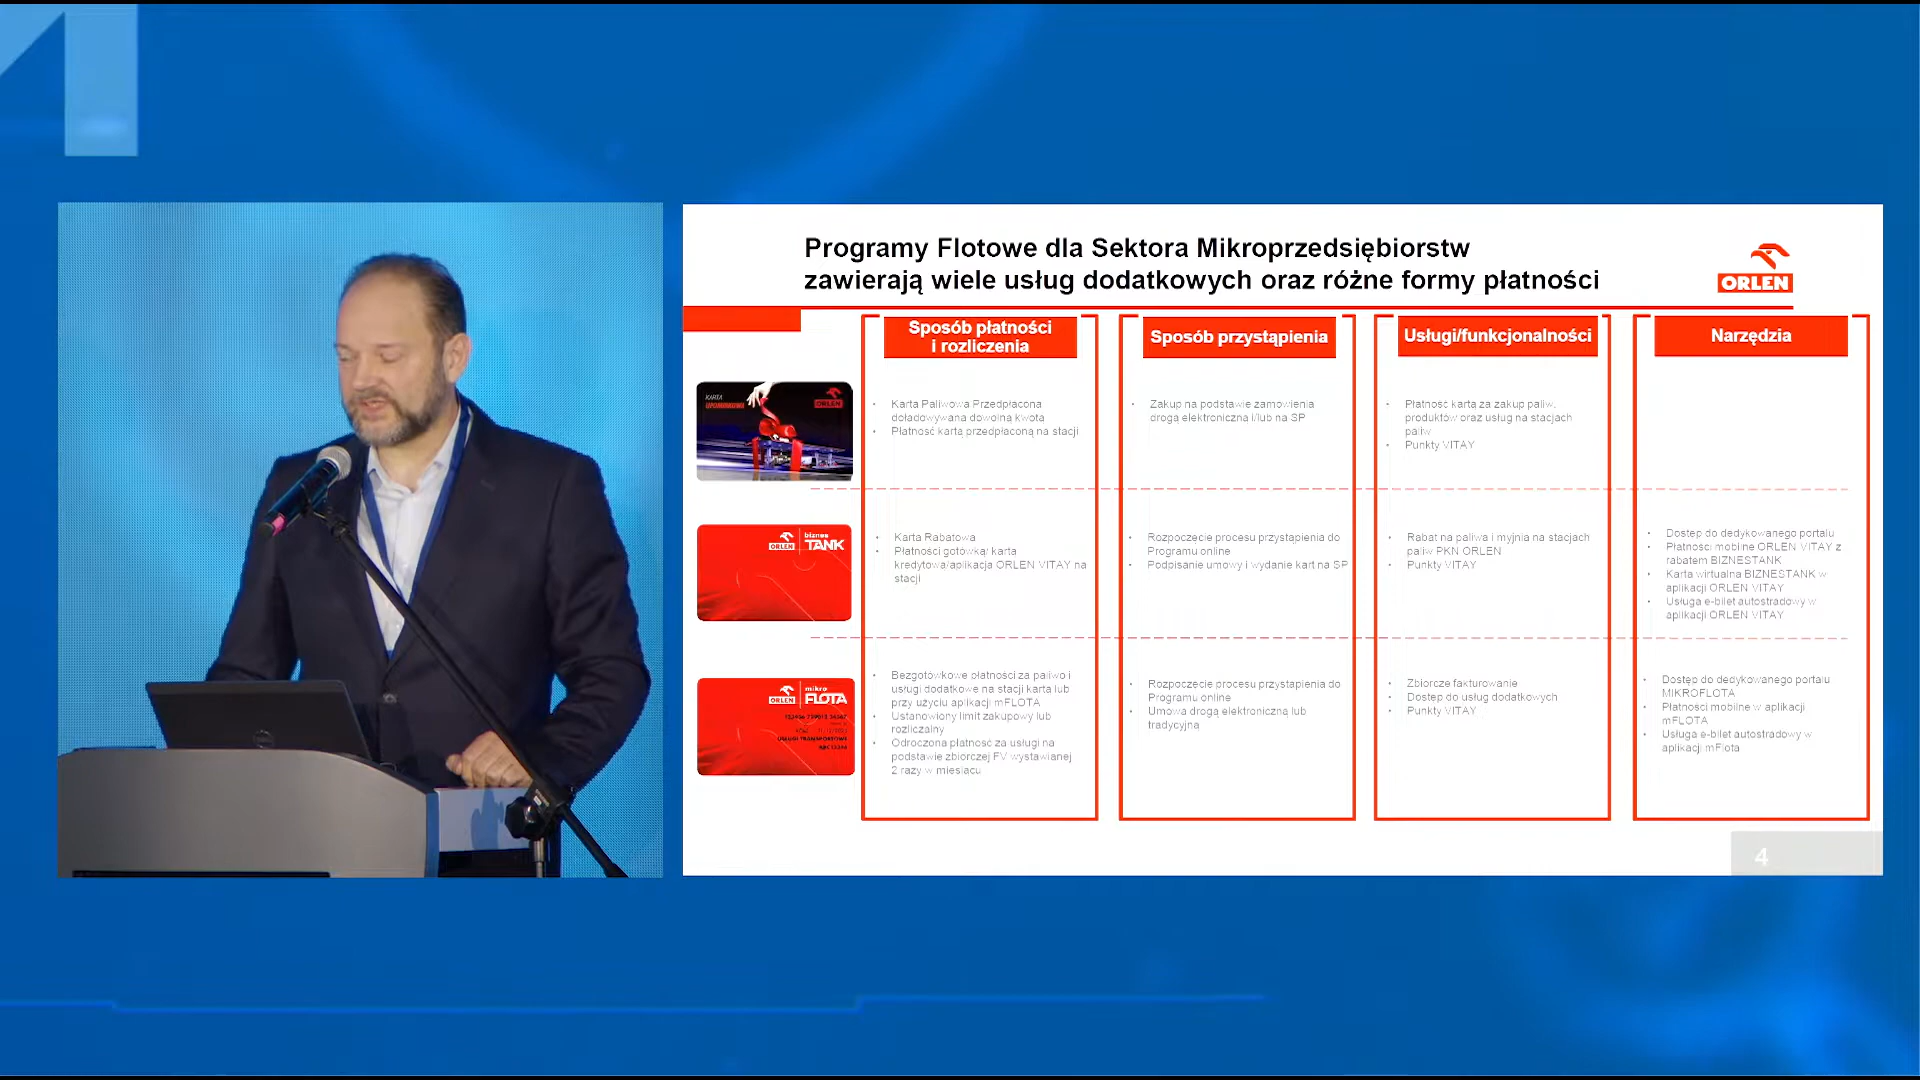 Programy Flotowe dla Sektora Mikroprzedsiębiorstw
zawierają wiele usług dodatkowych oraz różne formy płatności
ORLEN
Sposób płatności
i rozliczenia
Sposób przystąpienia
Usługi/funkcjonalności
Narzędzia
KARTA
UPOMINKOWA
ORLEN
Karta Paliwowa Przedpłacona
doładowywana dowolną kwotą
Płatność kartą przedpłaconą na stacji
Zakup na podstawie zamówienia
drogą elektroniczną i/lub na SP
Płatność kartą za zakup paliw,
produktów oraz usług na stacjach
paliw
Punkty VITAY
ORLEN
biznes
TANK
Karta Rabatowa
Płatności gotówką/ kartą
kredytową/aplikacją ORLEN VITAY na
stacji
Rozpoczęcie procesu przystąpienia do
Programu online
Podpisanie umowy i wydanie kart na SP
Rabat na paliwa i myjnia na stacjach
paliw PKN ORLEN
Punkty VITAY
Dostęp do dedykowanego portalu
Płatności mobilne ORLEN VITAY z
rabatem BIZNESTANK
Karta wirtualna BIZNESTANK w
aplikacji ORLEN VITAY
Usługa e-bilet autostradowy w
aplikacji ORLEN VITAY
ORLEN
mikro
FLOTA
USŁUGI TRANSPORTOWE
Bezgotówkowe płatności za paliwo i
usługi dodatkowe na stacji kartą lub
przy użyciu aplikacji mFLOTA
Ustanowiony limit zakupowy lub
rozliczalny
Odroczona płatność za usługi na
podstawie zbiorczej FV wystawianej
2 razy w miesiącu
Rozpoczęcie procesu przystąpienia do
Programu online
Umowa drogą elektroniczną lub
tradycyjną
Zbiorcze fakturowanie
Dostęp do usług dodatkowych
Punkty VITAY
Dostęp do dedykowanego portalu
MIKROFLOTA
Płatności mobilne w aplikacji
mFLOTA
Usługa e-bilet autostradowy w
aplikacji mFlota
4